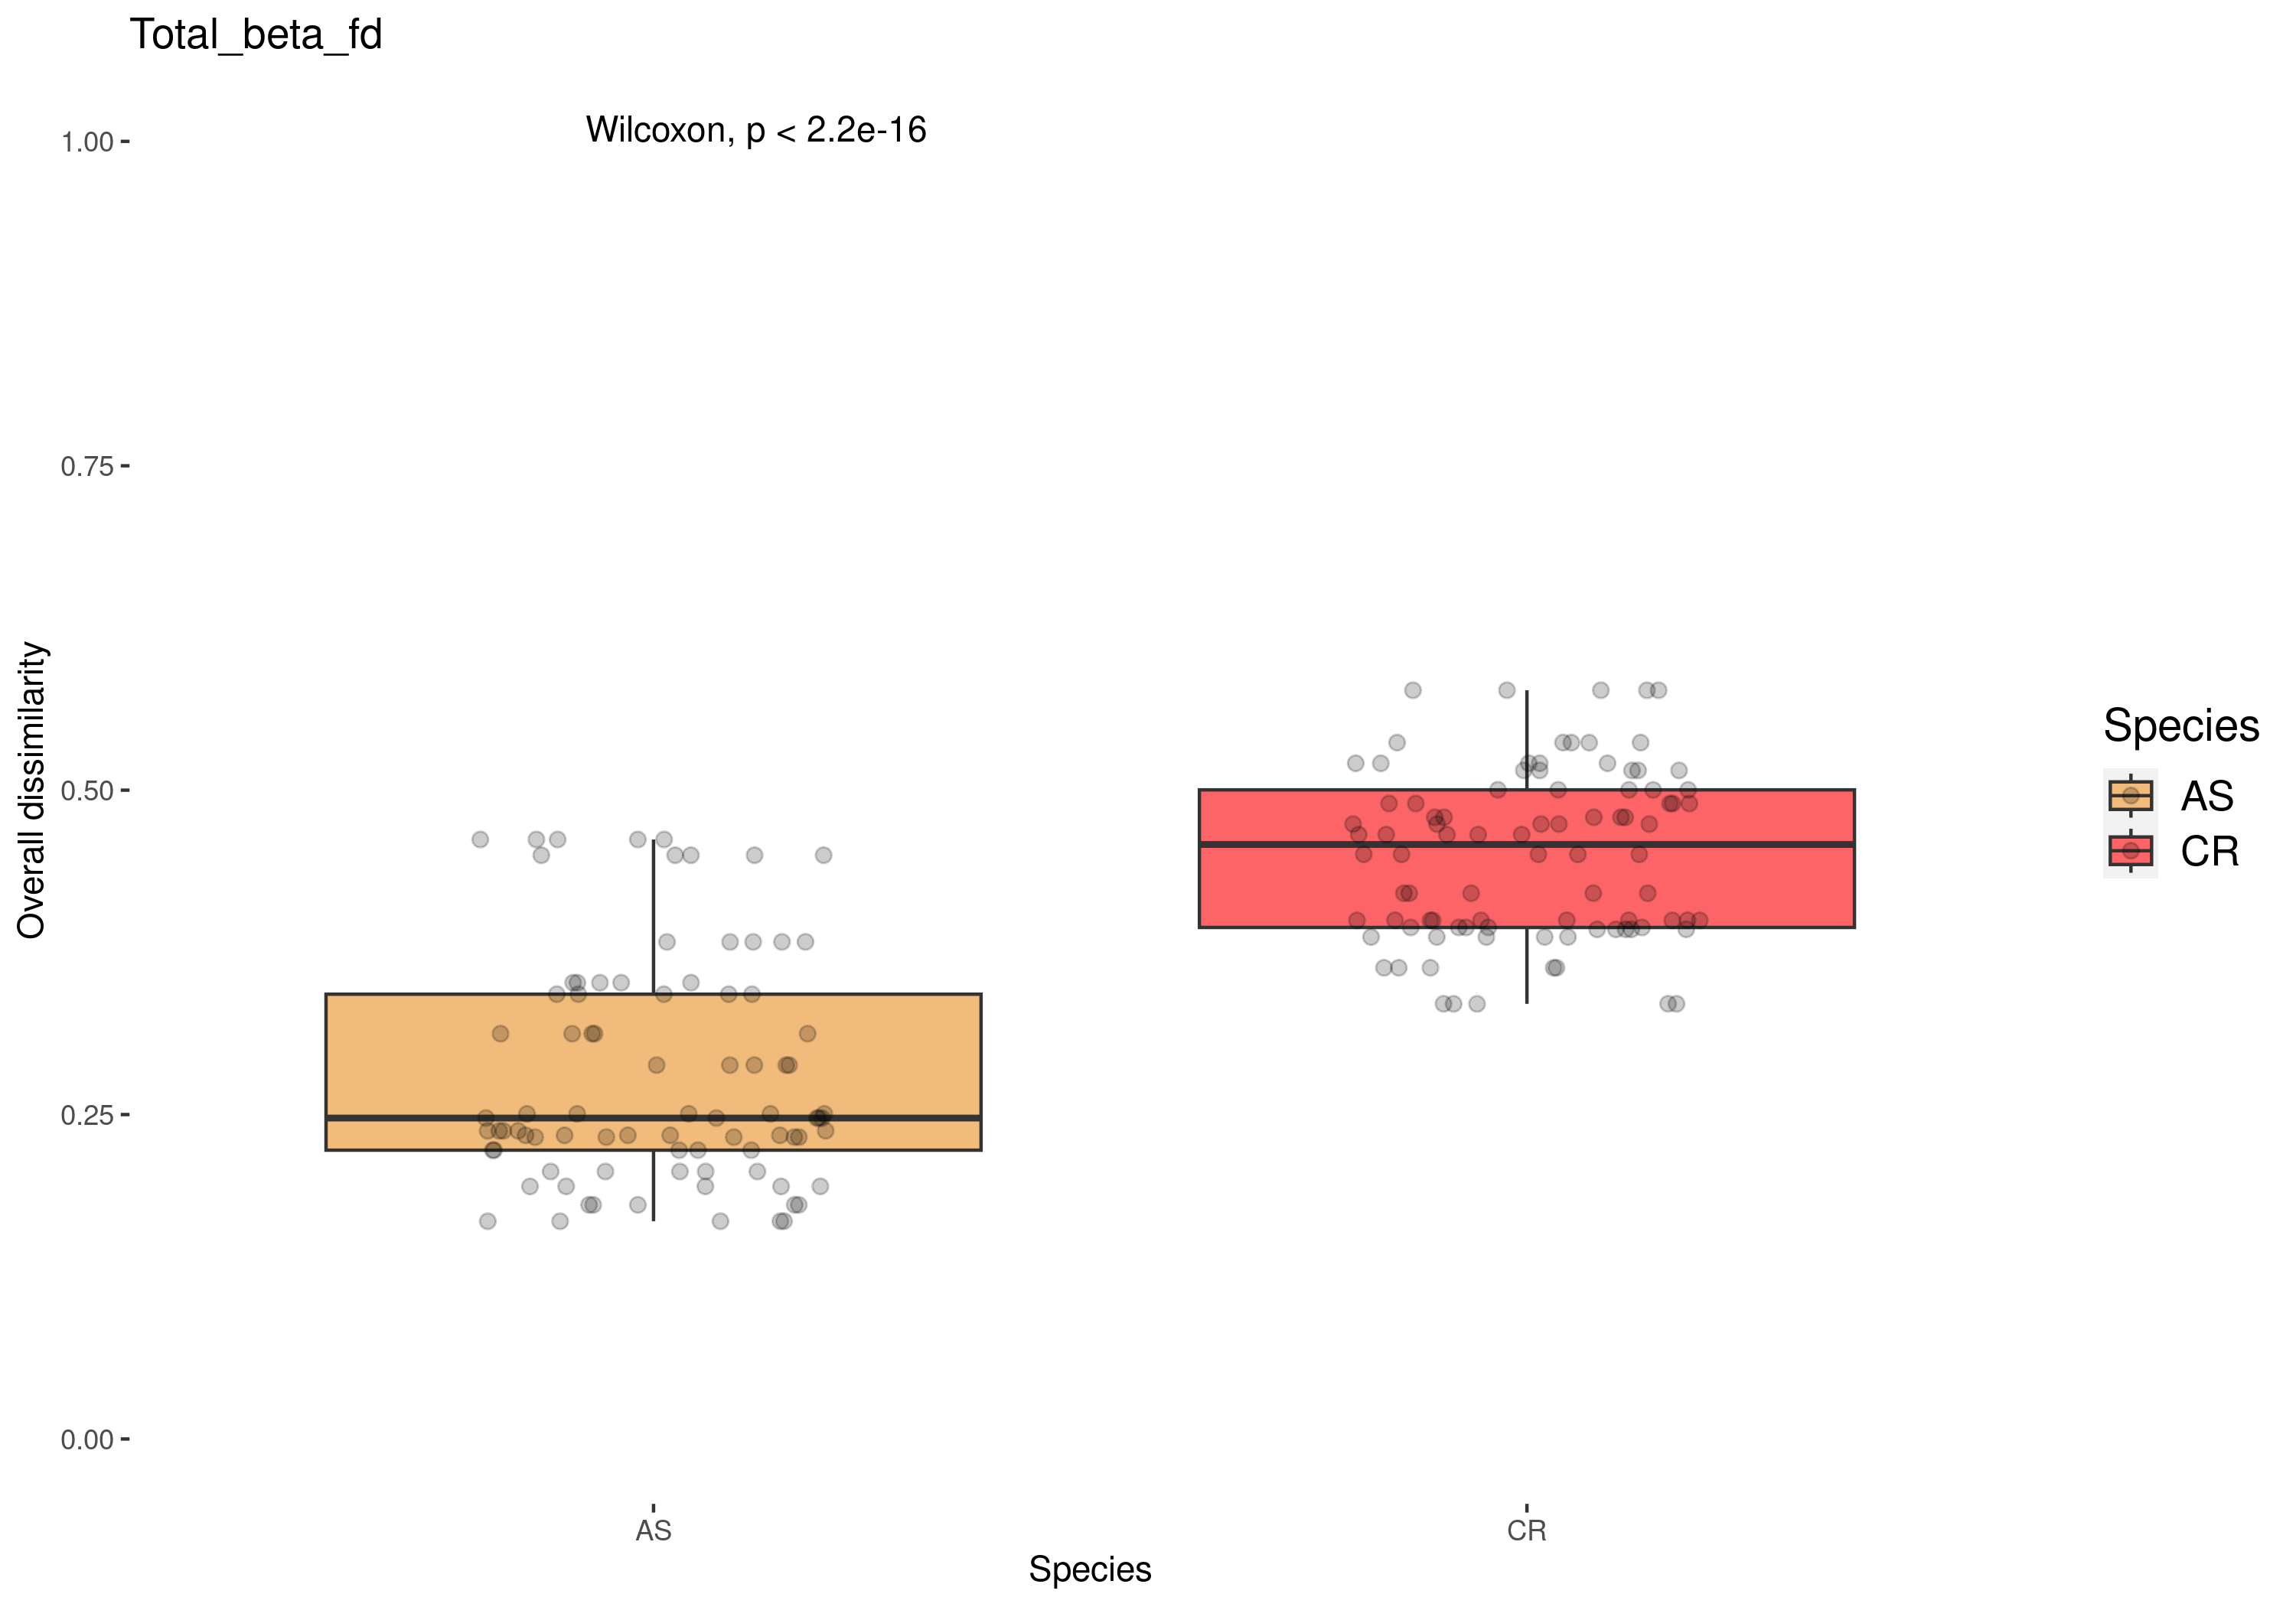 Total_beta_fd
Wilcoxon, p < 2.2e-16
1.00
0.75
0.50
0.25
0.00
Overall dissimilarity
AS
CR
Species
Species
AS
CR